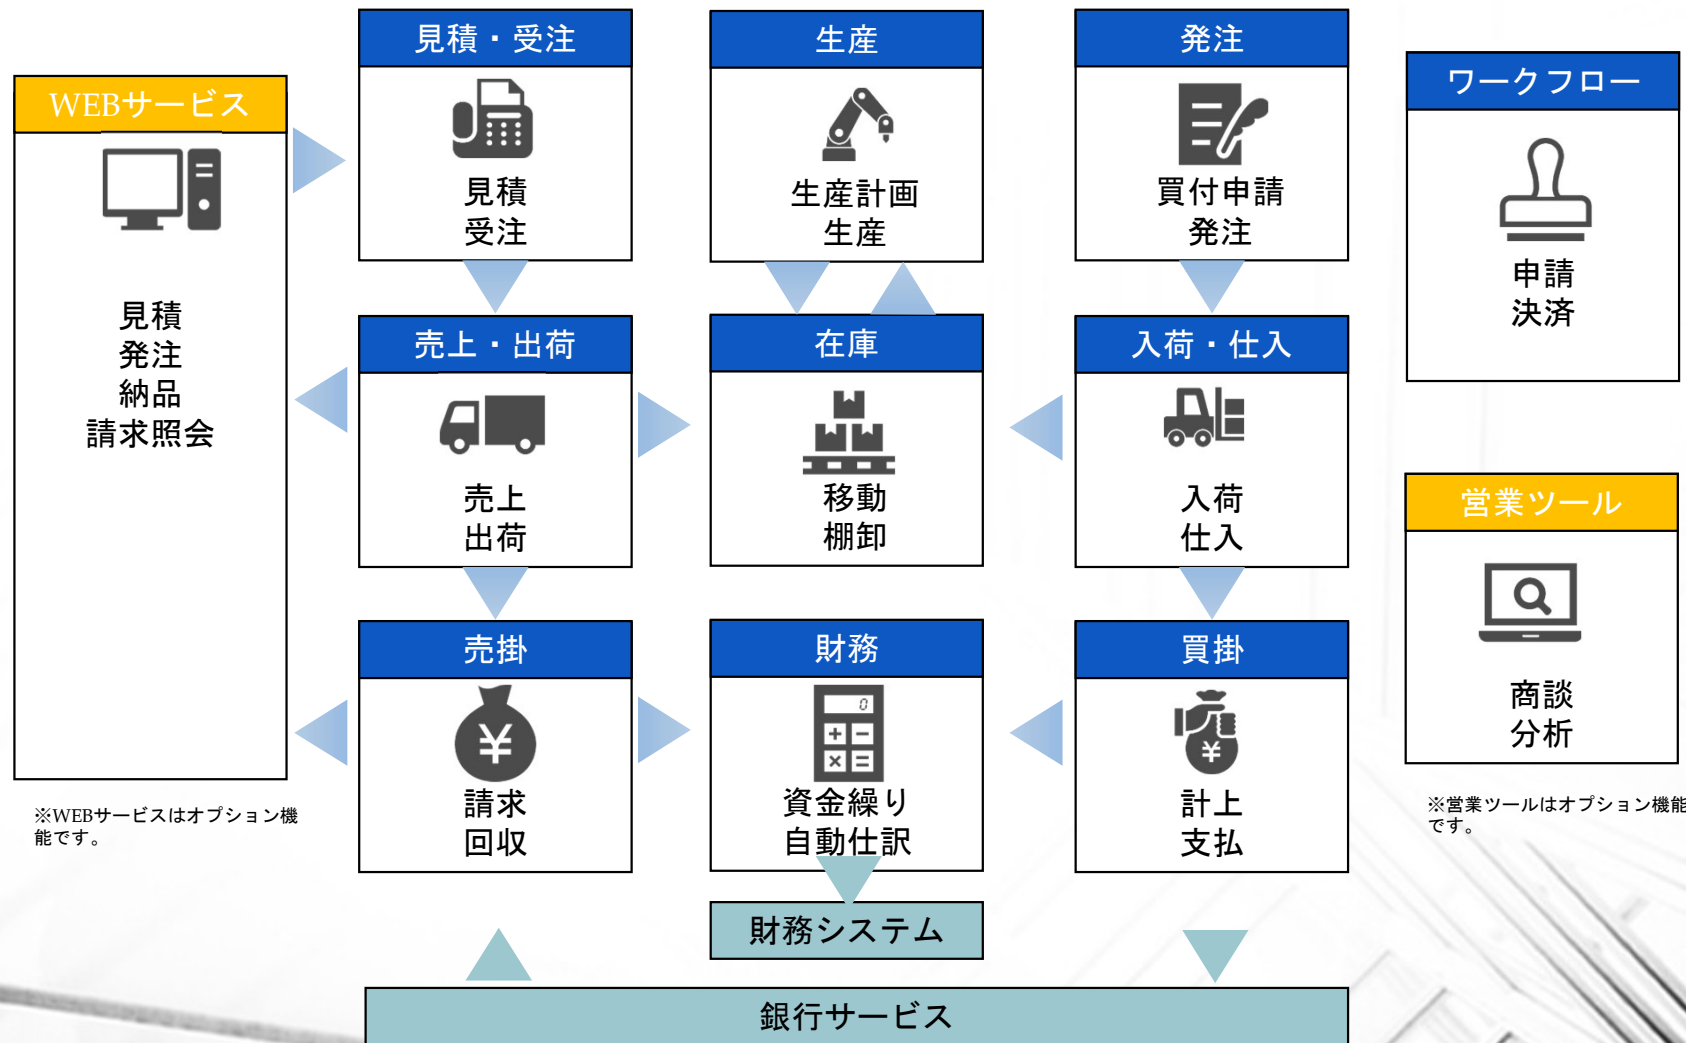 WEBサービス
見積
発注
納品
請求照会
※WEBサービスはオプション機
能です。
見積・受注
見積
受注
生産
生産計画
生産
発注
買付申請
発注
売上・出荷
売上
出荷
在庫
移動
棚卸
入荷・仕入
入荷
仕入
売掛
¥
請求
回収
財務
0
+ −
× =
資金繰り
自動仕訳
買掛
¥
計上
支払
財務システム
銀行サービス
ワークフロー
申請
決済
営業ツール
商談
分析
※営業ツールはオプション機能
です。